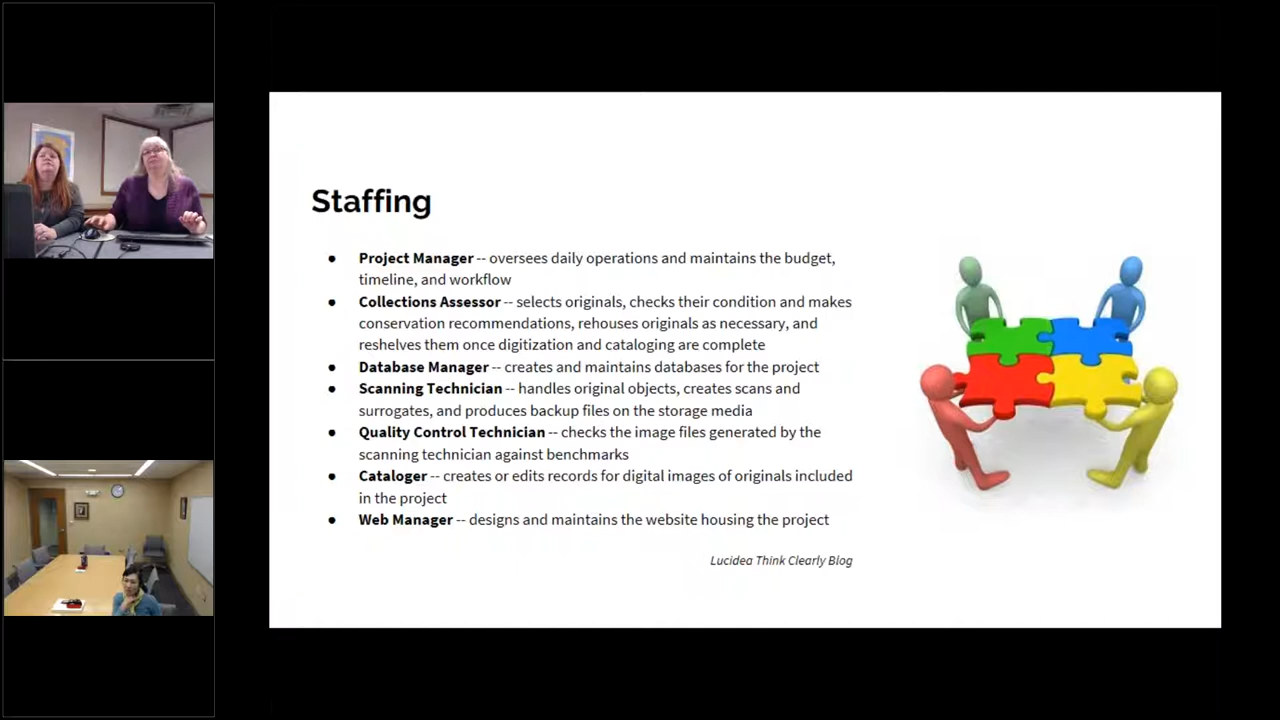 Staffing
● Project Manager -- oversees daily operations and maintains the budget,
timeline, and workflow
● Collections Assessor -- selects originals, checks their condition and makes
conservation recommendations, rehouses originals as necessary, and
reshelves them once digitization and cataloging are complete
● Database Manager -- creates and maintains databases for the project
● Scanning Technician -- handles original objects, creates scans and
surrogates, and produces backup files on the storage media
● Quality Control Technician -- checks the image files generated by the
scanning technician against benchmarks
● Cataloger -- creates or edits records for digital images of originals included
in the project
● Web Manager -- designs and maintains the website housing the project
Lucidea Think Clearly Blog